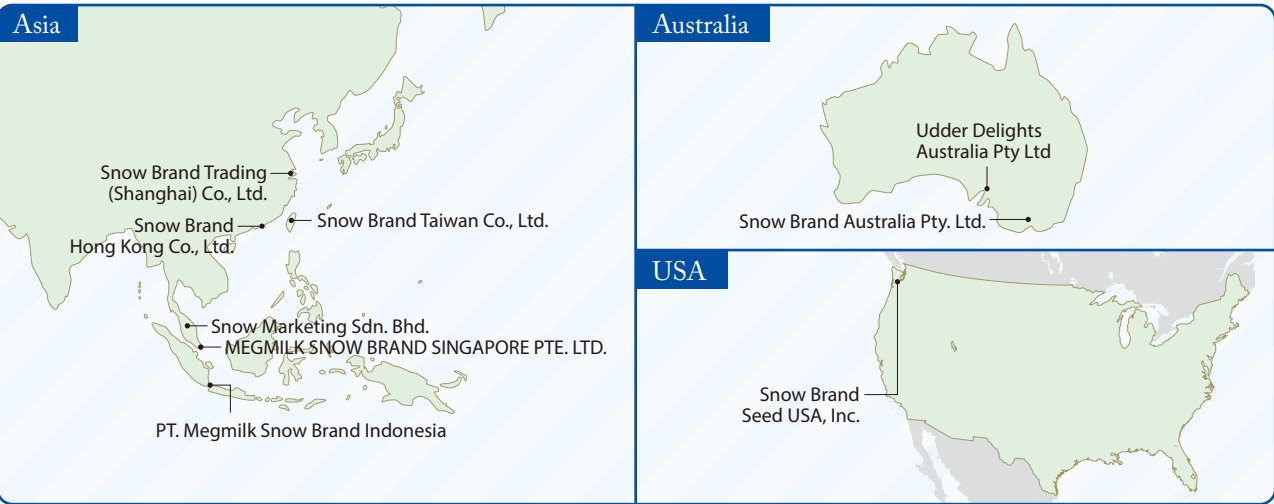 Asia
Snow Brand Trading
(Shanghai) Co., Ltd.
Snow Brand
Hong Kong Co., Ltd.
Snow Brand Taiwan Co., Ltd.
Snow Marketing Sdn. Bhd.
MEGMILK SNOW BRAND SINGAPORE PTE. LTD.
PT. Megmilk Snow Brand Indonesia
Australia
Udder Delights
Australia Pty Ltd
Snow Brand Australia Pty. Ltd.
USA
Snow Brand
Seed USA, Inc.